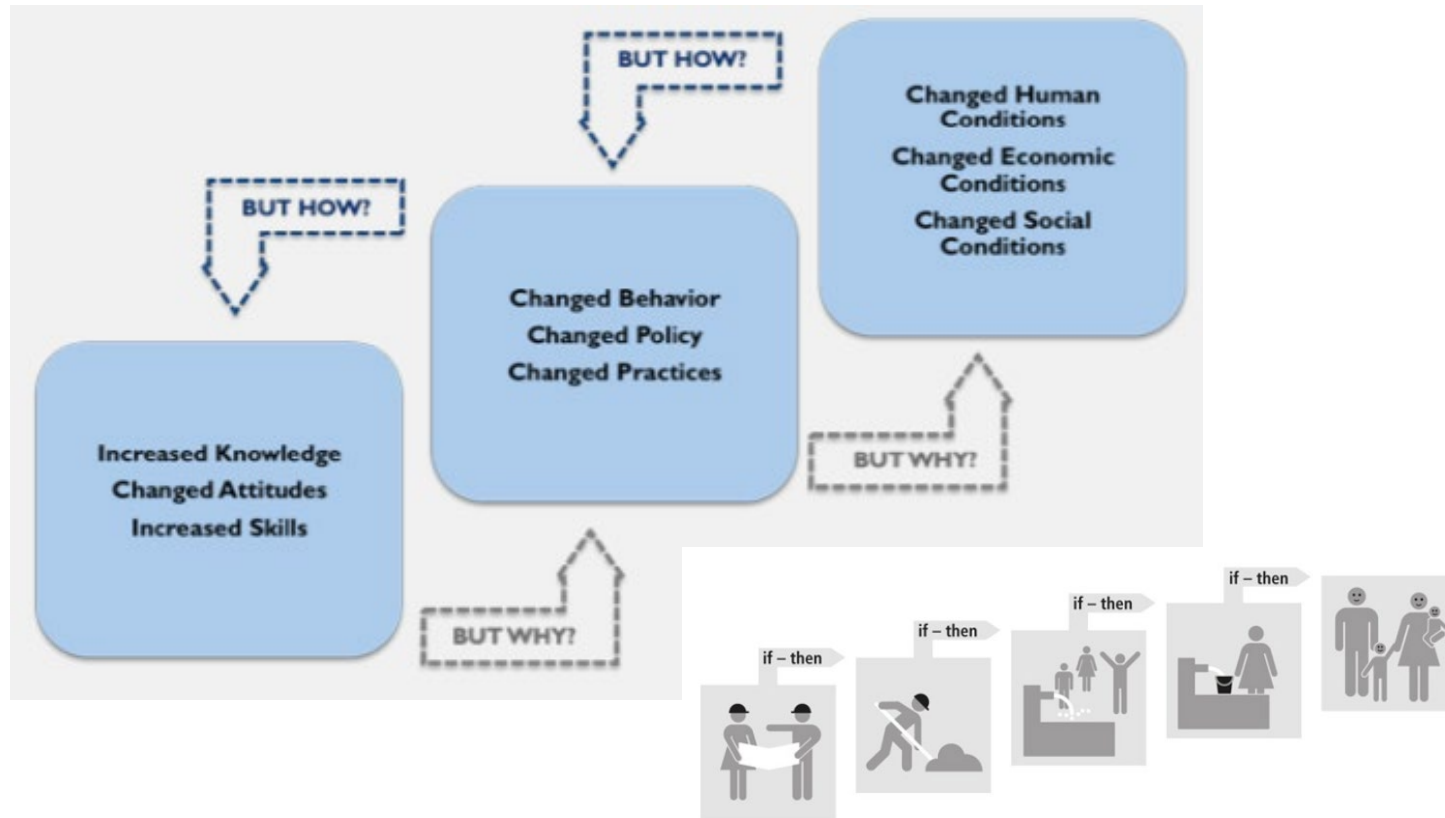 BUT HOW?
Changed Human
Conditions
Changed Economic
Conditions
Changed Social
Conditions
BUT HOW?
Changed Behavior
Changed Policy
Changed Practices
Increased Knowledge
Changed Attitudes
Increased Skills
BUT WHY?
BUT WHY?
if – then
if – then
if – then
if – then